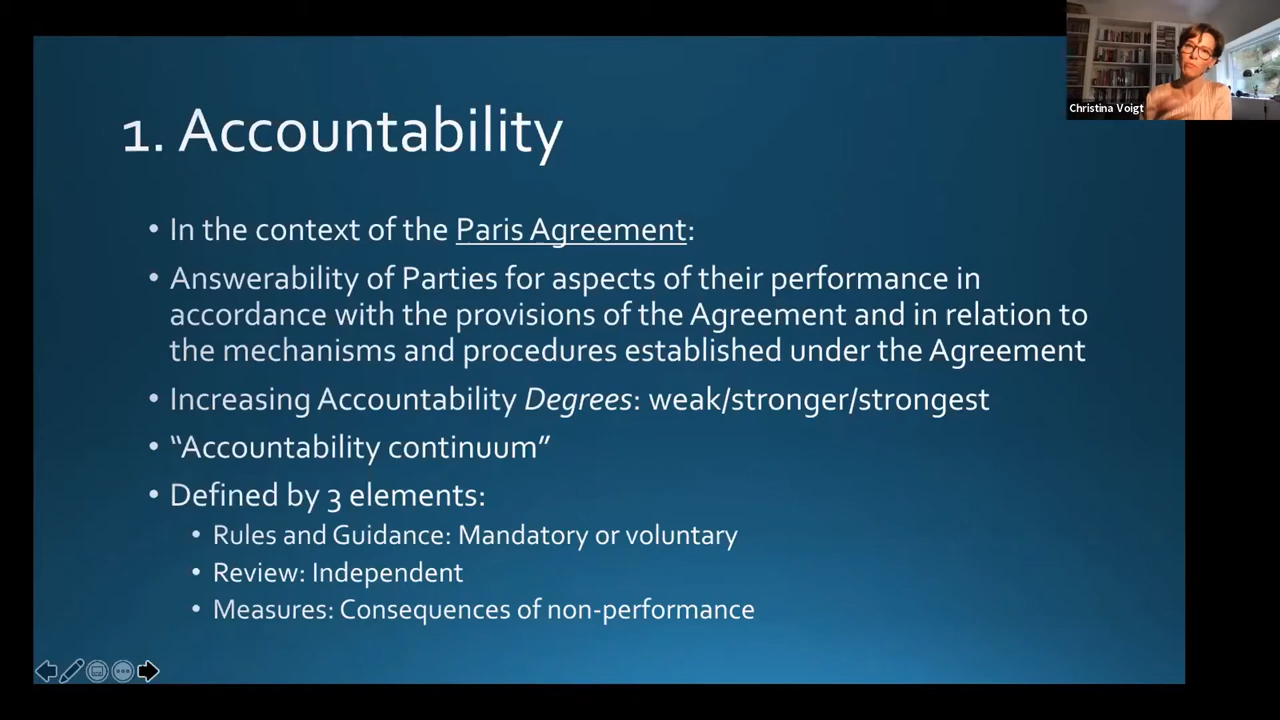 Christina Voigt
1. Accountability
• In the context of the Paris Agreement:
• Answerability of Parties for aspects of their performance in
accordance with the provisions of the Agreement and in relation to
the mechanisms and procedures established under the Agreement
• Increasing Accountability Degrees: weak/stronger/strongest
• “Accountability continuum”
• Defined by 3 elements:
• Rules and Guidance: Mandatory or voluntary
• Review: Independent
• Measures: Consequences of non-performance